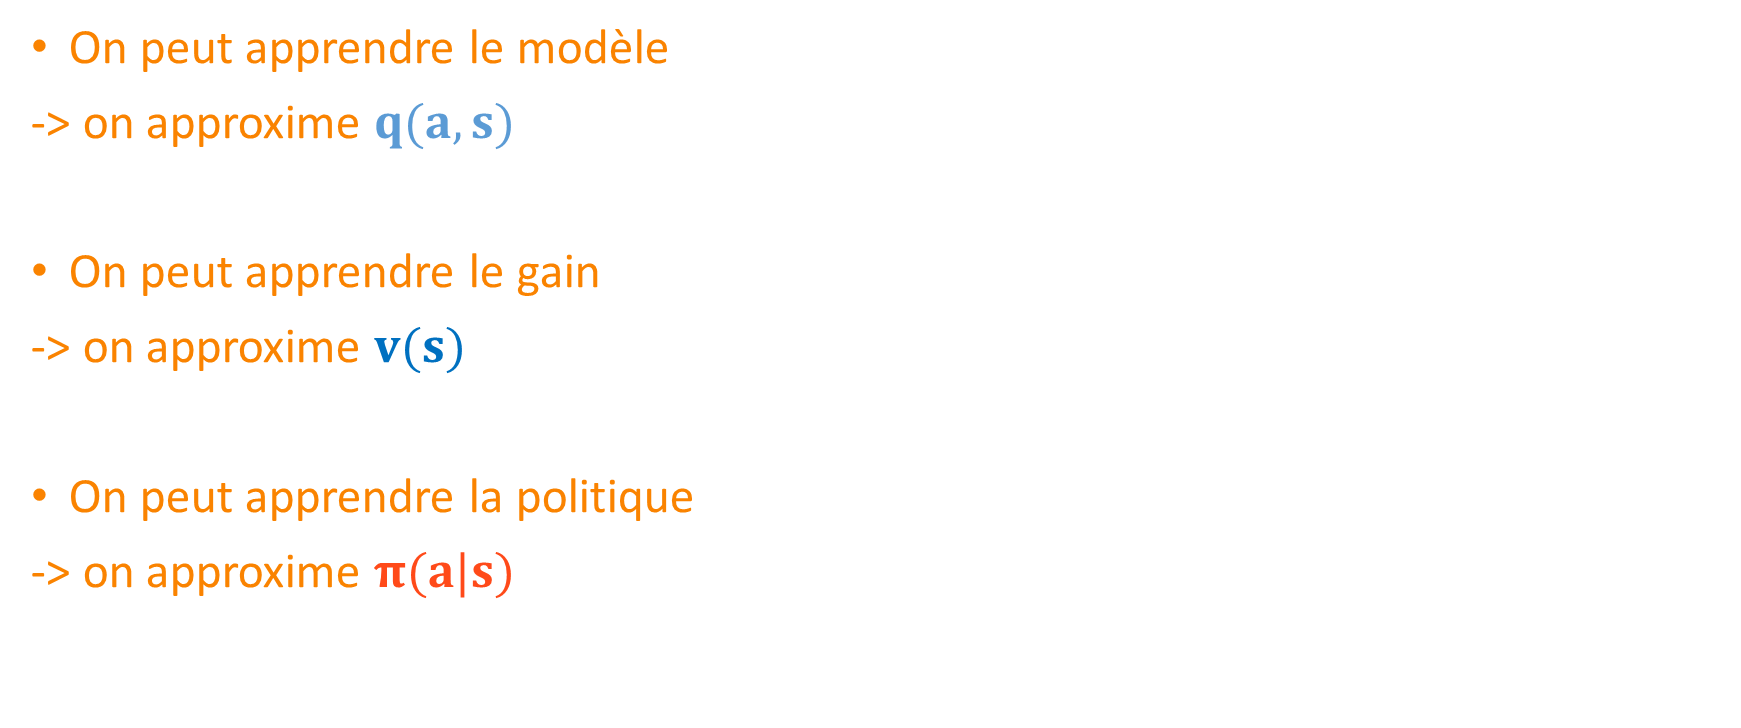 • On peut apprendre le modèle
-> on approxime q(a, s)
• On peut apprendre le gain
-> on approxime v(s)
• On peut apprendre la politique
-> on approxime π(a|s)